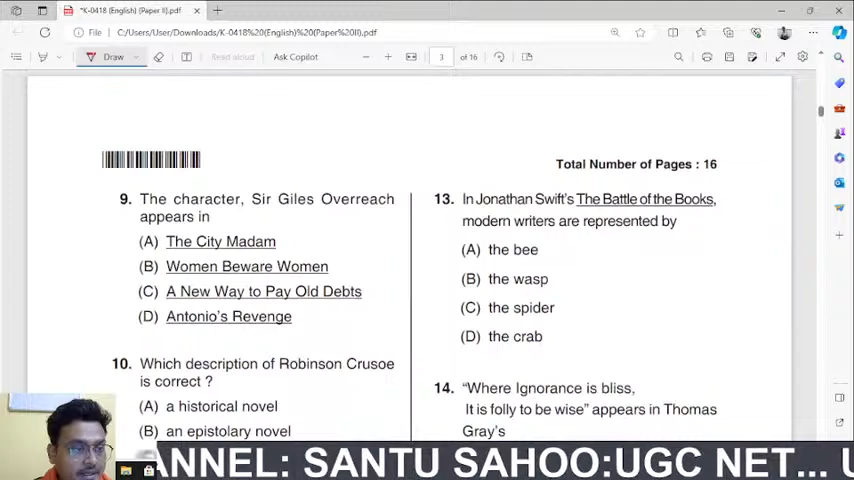 *K-0418 (English) (Paper II).pdf
File
C:/Users/User/Downloads/K-0418%20(English)%20(Paper%20II).pdf
Draw
Read aloud
Ask Copilot
3
of 16
Total Number of Pages : 16
9. The character, Sir Giles Overreach
appears in
(A) The City Madam
(B) Women Beware Women
(C) A New Way to Pay Old Debts
(D) Antonio's Revenge
10. Which description of Robinson Crusoe
is correct ?
(A) a historical novel
(B) an epistolary novel
13. In Jonathan Swift's The Battle of the Books,
modern writers are represented by
(A) the bee
(B) the wasp
(C) the spider
(D) the crab
14. "Where Ignorance is bliss,
It is folly to be wise" appears in Thomas
Gray's
ANNEL: SANTU SAHOO:UGC NET... U